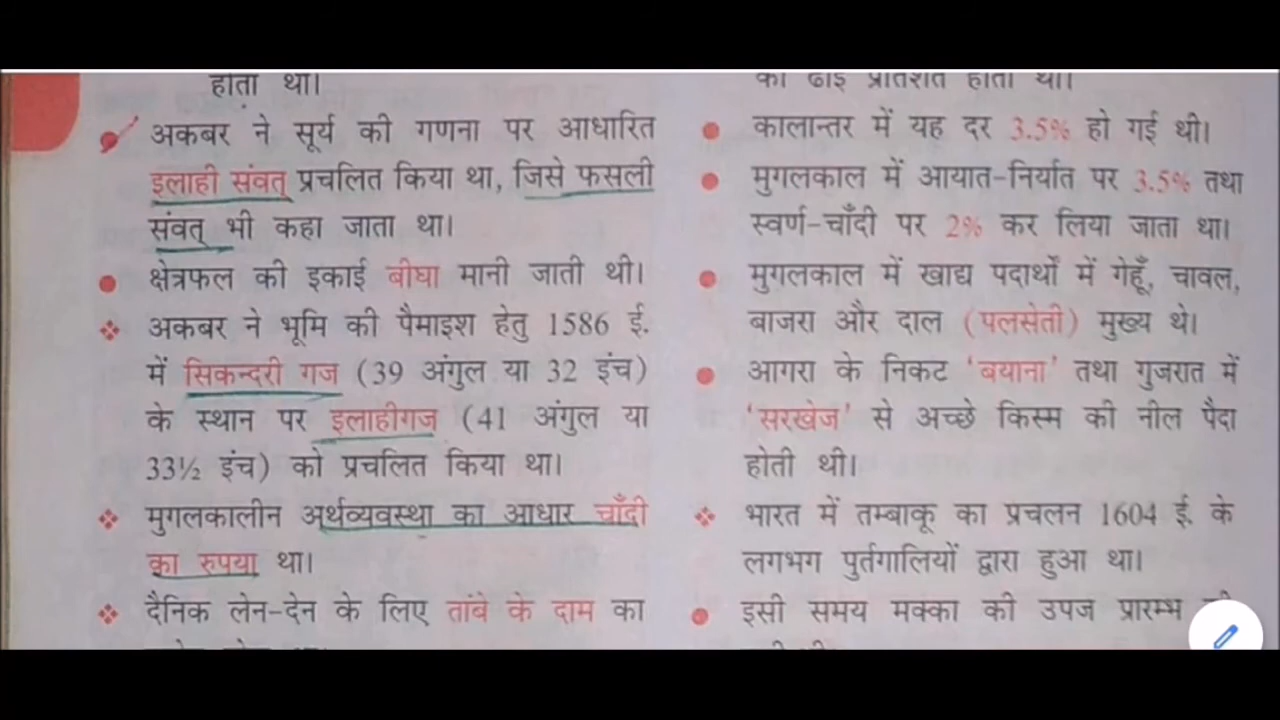 होता था।
अकबर ने सूर्य की गणना पर आधारित
इलाही संवत् प्रचलित किया था, जिसे फसली
संवत् भी कहा जाता था।
क्षेत्रफल की इकाई बीघा मानी जाती थी।
अकबर ने भूमि की पैमाइश हेतु 1586 ई.
में सिकन्दरी गज (39 अंगुल या 32 इंच)
के स्थान पर इलाहीगज (41 अंगुल या
33½ इंच) को प्रचलित किया था।
मुगलकालीन अर्थव्यवस्था का आधार चाँदी
का रुपया था।
दैनिक लेन-देन के लिए तांबे के दाम का
का ढाई प्रतिशत होता था।
कालान्तर में यह दर 3.5% हो गई थी।
मुगलकाल में आयात-निर्यात पर 3.5% तथा
स्वर्ण-चाँदी पर 2% कर लिया जाता था।
मुगलकाल में खाद्य पदार्थों में गेहूँ, चावल,
बाजरा और दाल (पलसेती) मुख्य थे।
आगरा के निकट 'बयाना' तथा गुजरात में
'सरखेज' से अच्छे किस्म की नील पैदा
होती थी।
भारत में तम्बाकू का प्रचलन 1604 ई. के
लगभग पुर्तगालियों द्वारा हुआ था।
इसी समय मक्का की उपज प्रारम्भ